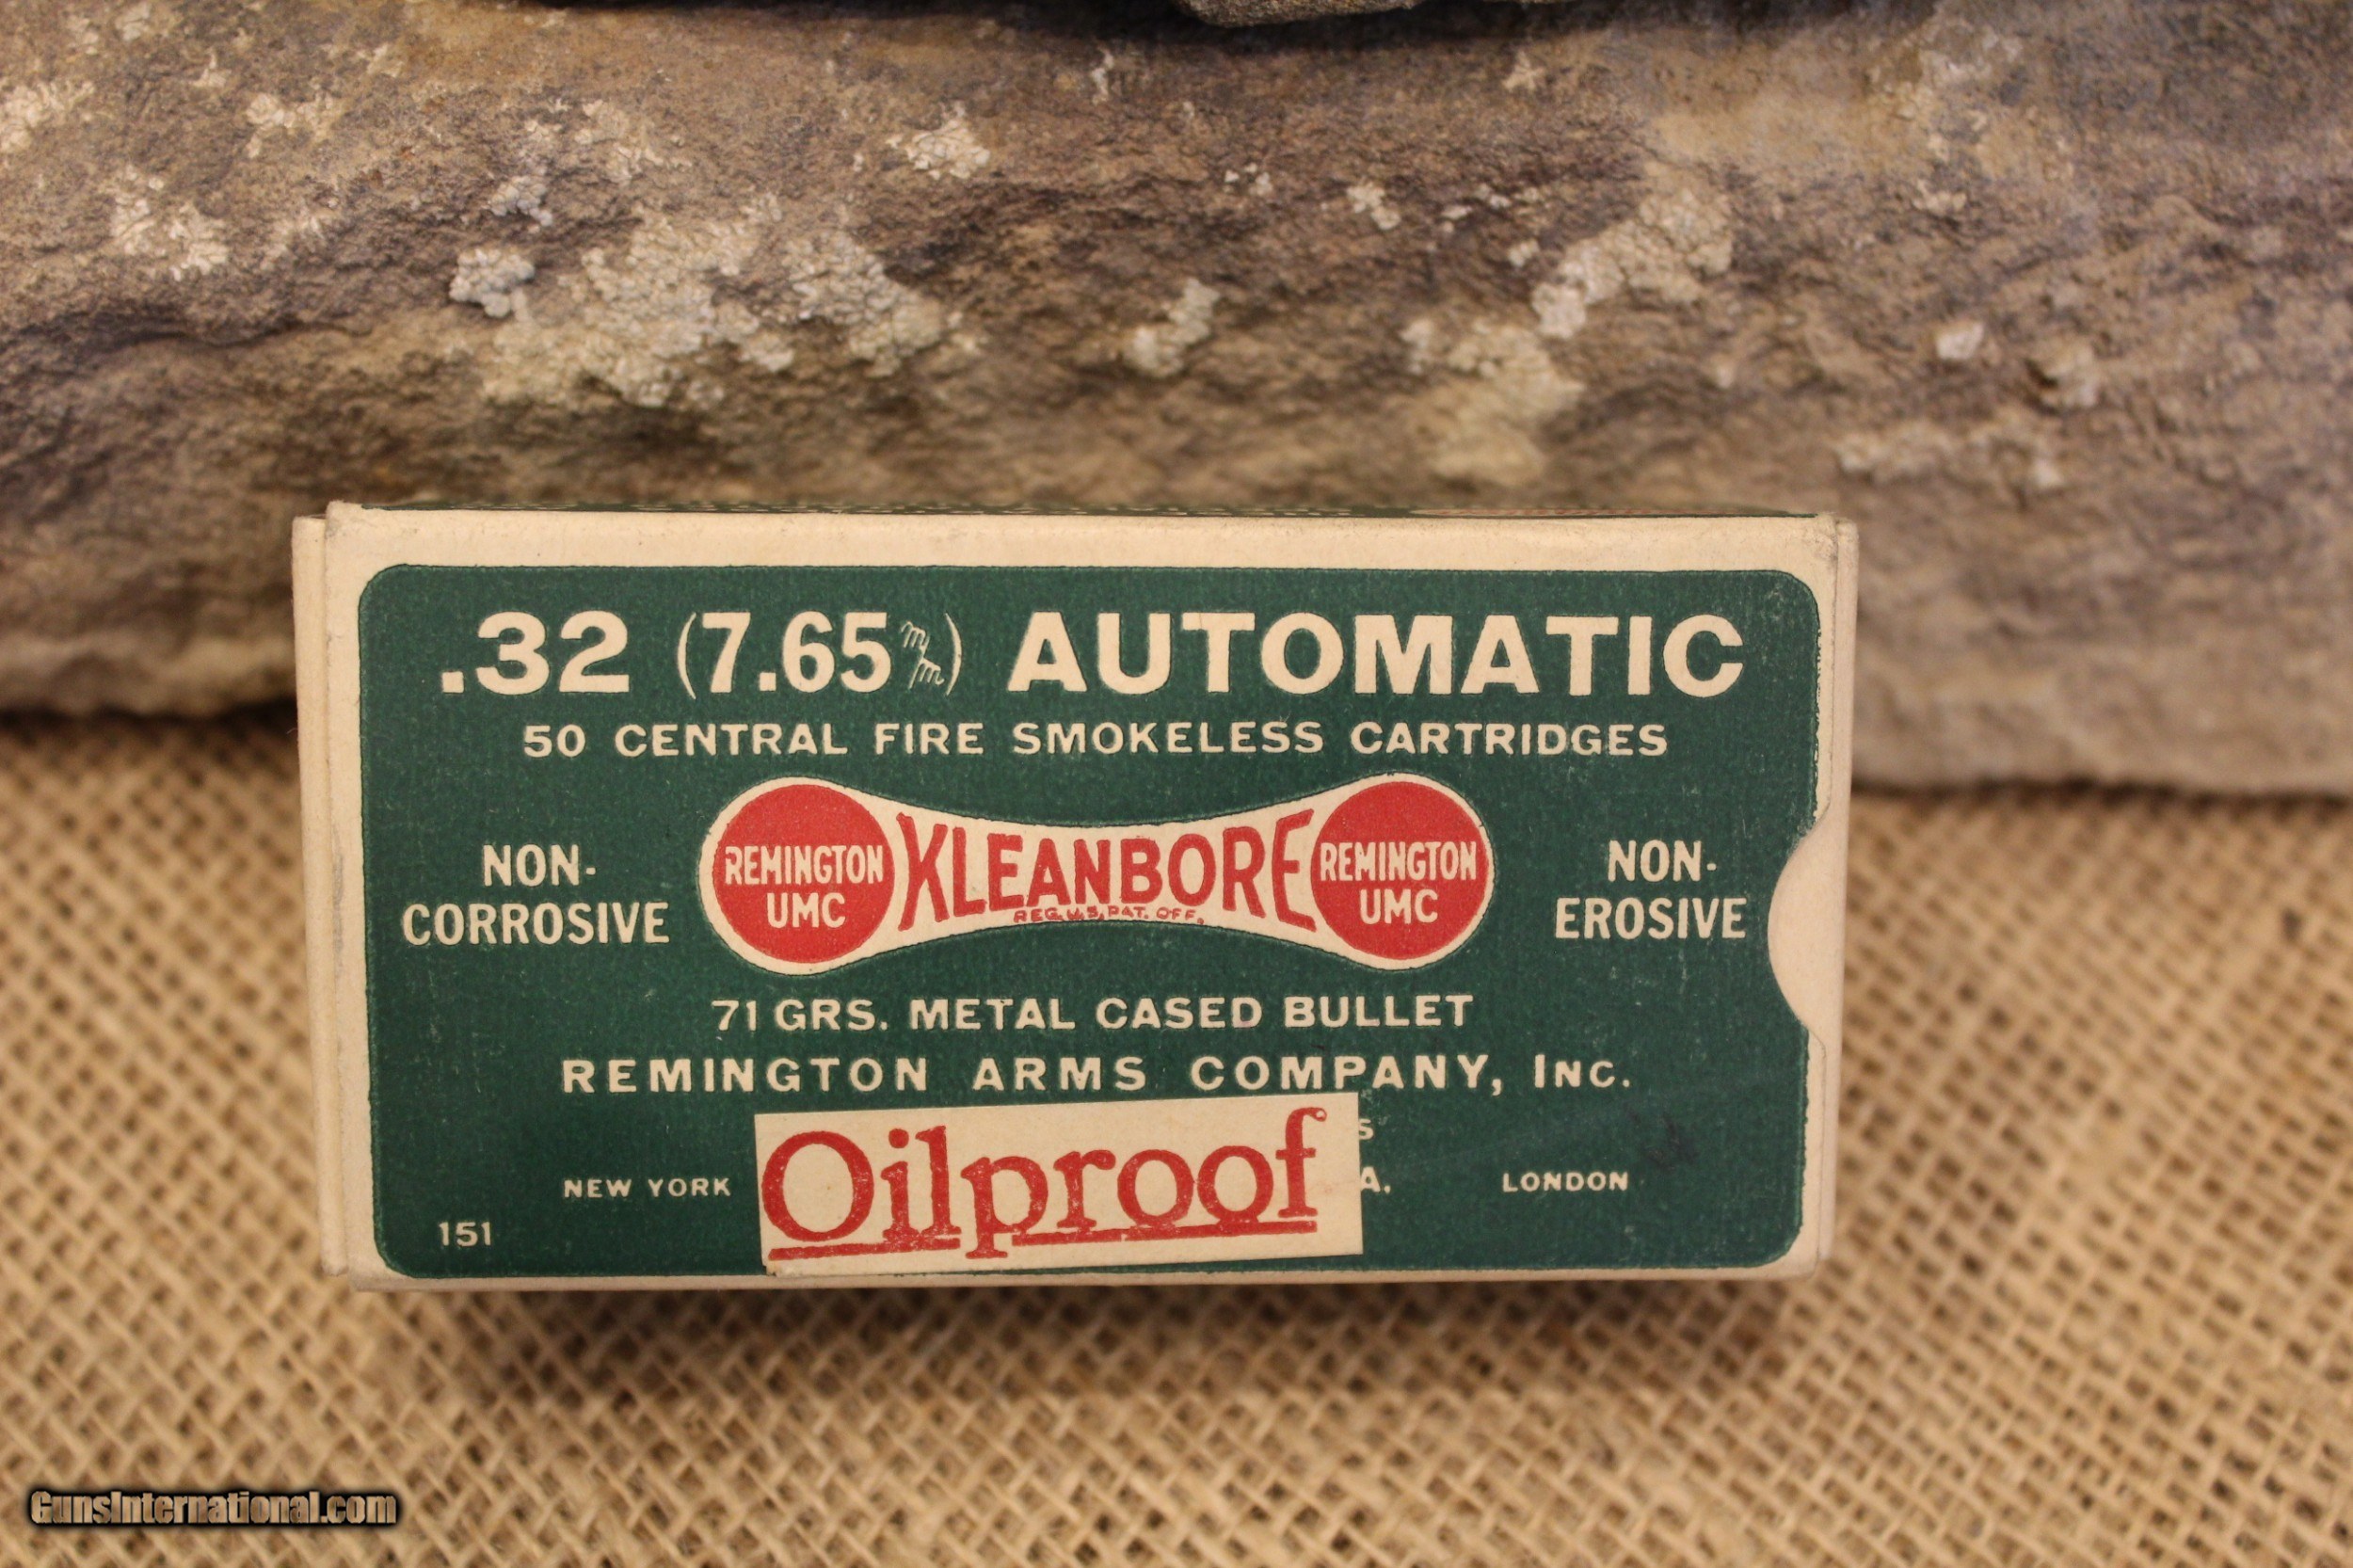 .32 (7.65 m/m) AUTOMATIC
50 CENTRAL FIRE SMOKELESS CARTRIDGES
NON-
CORROSIVE
REMINGTON
UMC
KLEANBORE
REG. U.S. PAT. OFF.
REMINGTON
UMC
NON-
EROSIVE
71 GRS. METAL CASED BULLET
REMINGTON ARMS COMPANY, INC.
S
NEW YORK
Oilproof
A.
LONDON
151
GunsInternational.com